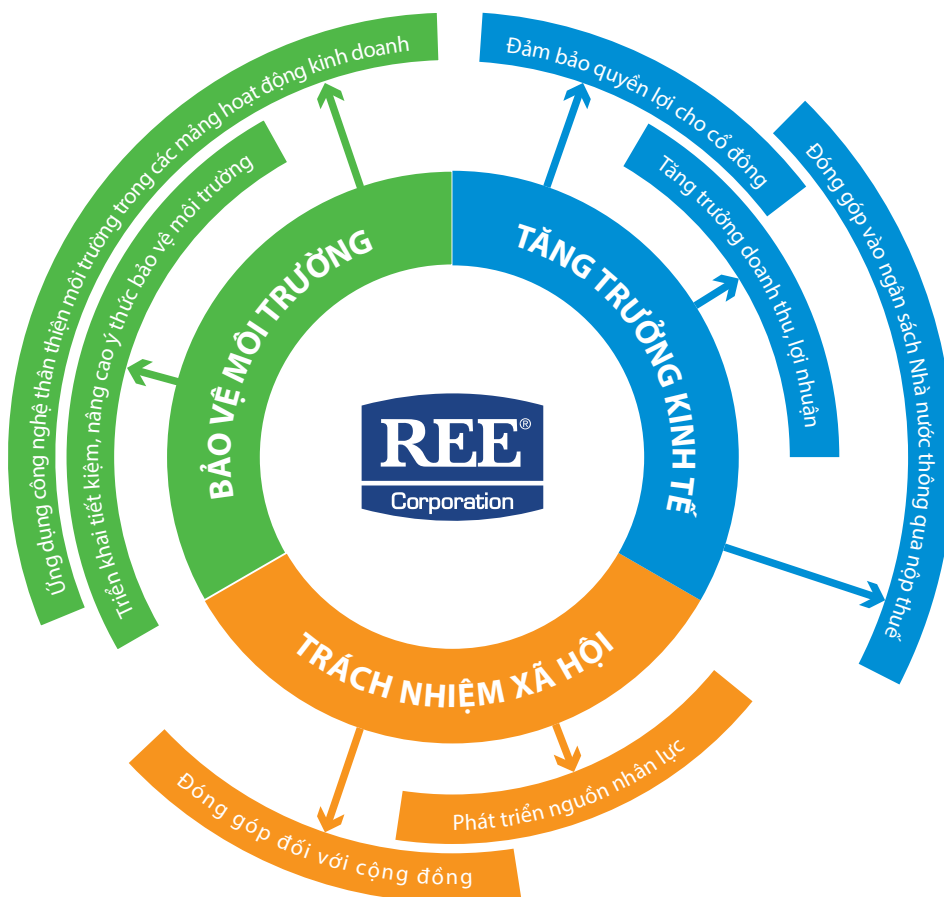 Ứng dụng công nghệ thân thiện môi trường trong các mảng hoạt động kinh doanh
Triển khai tiết kiệm, nâng cao ý thức bảo vệ môi trường
BẢO VỆ MÔI TRƯỜNG
Đảm bảo quyền lợi cho cổ đông
Tăng trưởng doanh thu, lợi nhuận
Đóng góp vào ngân sách Nhà nước thông qua nộp thuế
TĂNG TRƯỞNG KINH TẾ
REE®
Corporation
TRÁCH NHIỆM XÃ HỘI
Phát triển nguồn nhân lực
Đóng góp đối với cộng đồng